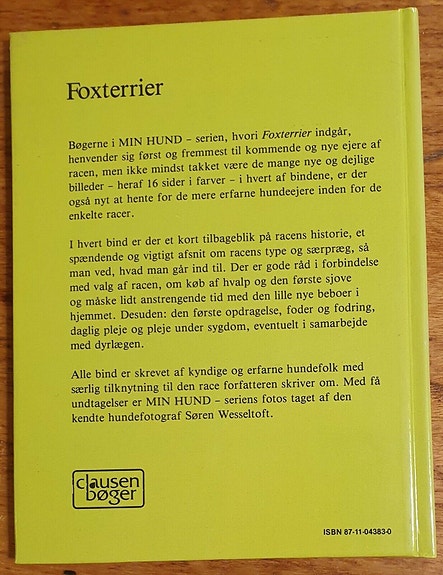 Foxterrier
Bøgerne i MIN HUND – serien, hvori Foxterrier indgår,
henvender sig først og fremmest til kommende og nye ejere af
racen, men ikke mindst takket være de mange nye og dejlige
billeder – heraf 16 sider i farver – i hvert af bindene, er der
også nyt at hente for de mere erfarne hundeejere inden for de
enkelte racer.
I hvert bind er der et kort tilbageblik på racens historie, et
spændende og vigtigt afsnit om racens type og særpræg, så
man ved, hvad man går ind til. Der er gode råd i forbindelse
med valg af race, om køb af hvalp og den første sjove
og måske lidt anstrengende tid med den lille nye beboer i
hjemmet. Desuden: den første opdragelse, foder og fodring,
daglig pleje og pleje under sygdom, eventuelt i samarbejde
med dyrlægen.
Alle bind er skrevet af kyndige og erfarne hundefolk med
særlig tilknytning til den race forfatteren skriver om. Med få
undtagelser er MIN HUND – seriens fotos taget af den
kendte hundefotograf Søren Wesseltoft.
clausen
bøger
ISBN 87-11-04383-0